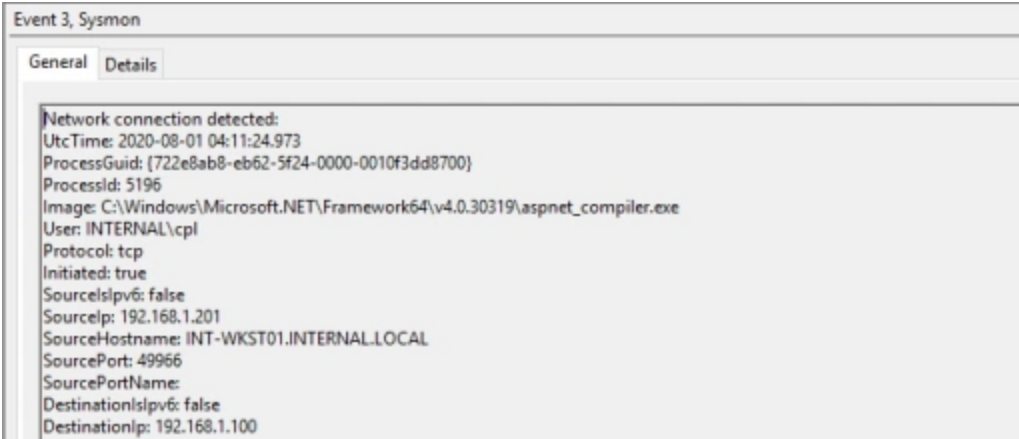 Event 3, Sysmon
General Details
Network connection detected:
UtcTime: 2020-08-01 04:11:24.973
ProcessGuid: {722e8ab8-eb62-5f24-0000-0010f3dd8700}
ProcessId: 5196
Image: C:\Windows\Microsoft.NET\Framework64\v4.0.30319\aspnet_compiler.exe
User: INTERNAL\cpl
Protocol: tcp
Initiated: true
SourceIsIpv6: false
SourceIp: 192.168.1.201
SourceHostname: INT-WKST01.INTERNAL.LOCAL
SourcePort: 49966
SourcePortName:
DestinationIsIpv6: false
DestinationIp: 192.168.1.100